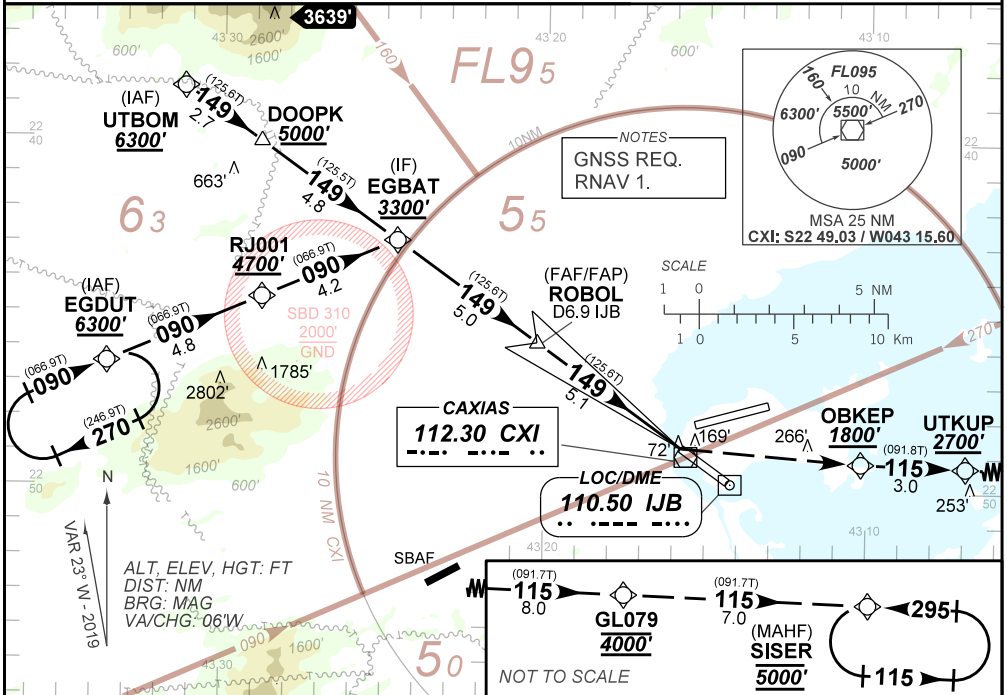 3639'
43 30
43 20
600'
2600'
600'
160
FL95
(IAF)
UTBOM
6300'
(125.6T)
149
2.7
DOOPK
5000'
22
40
663'
(125.5T)
149
4.8
(IF)
EGBAT
3300'
10NM
NOTES
GNSS REQ.
RNAV 1.
160
FL095
10 NM
6300'
5500'
270
090
5000'
MSA 25 NM
CXI: S22 49.03 / W043 15.60
22
40
63
55
RJ001
4700'
(066.9T)
090
4.2
(IAF)
EGDUT
6300'
(066.9T)
090
4.8
SBD 310
2000'
GND
(125.6T)
149
5.0
(FAF/FAP)
ROBOL
D6.9 IJB
SCALE
1 0 5 NM
1 0 5 10 Km
270
(066.9T)
090
(246.9T)
270
1785'
2802'
2600'
1600'
600'
(125.6T)
149
5.1
CAXIAS
112.30 CXI
72'
169'
266'
OBKEP
1800'
(091.8T)
115
3.0
UTKUP
2700'
253'
22
50
22
50
LOC/DME
110.50 IJB
10 NM CXI
N
VAR 23° W - 2019
ALT, ELEV, HGT: FT
DIST: NM
BRG: MAG
VA/CHG: 06'W
SBAF
43 20
43 10
090
1600'
2600'
43 30
50
(091.7T)
115
8.0
GL079
4000'
(091.7T)
115
7.0
(MAHF)
SISER
5000'
295
115
NOT TO SCALE